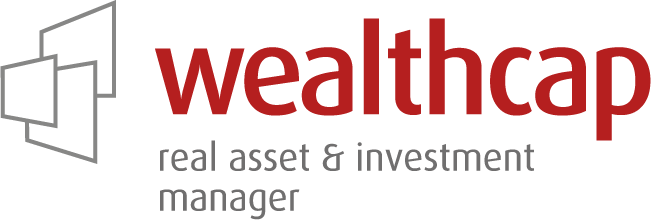 wealthcap
real asset & investment
manager